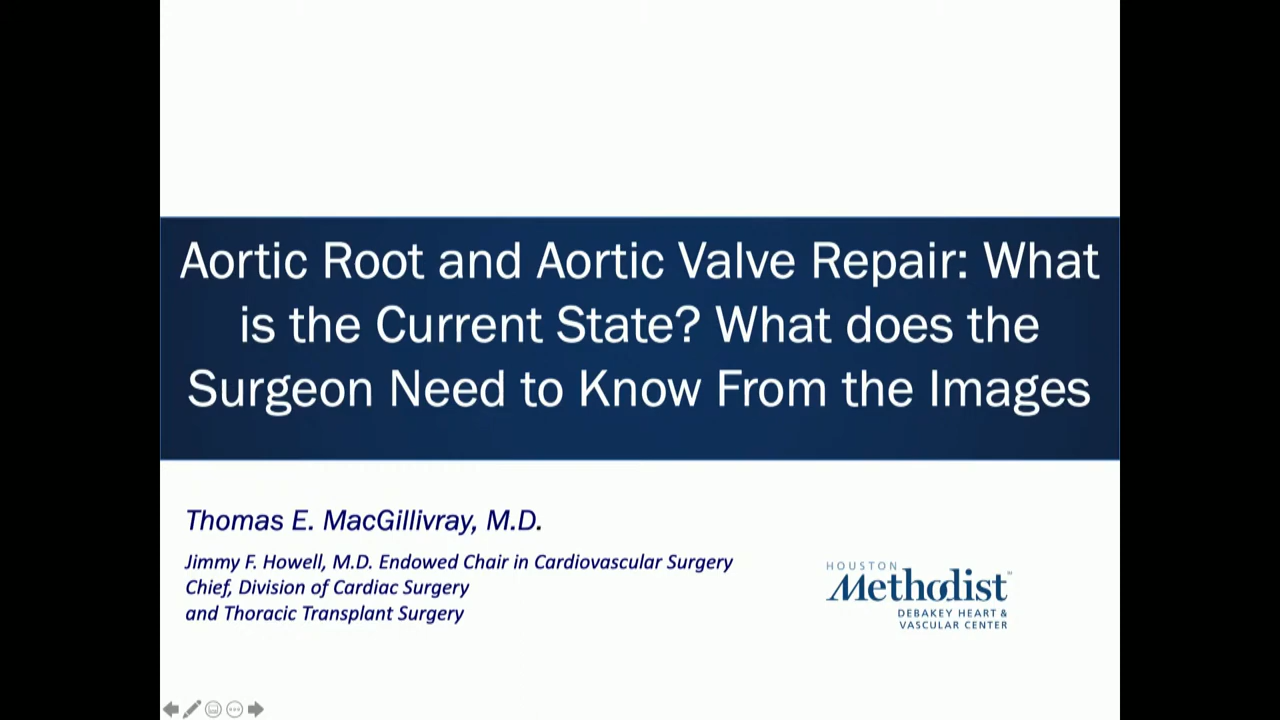 Aortic Root and Aortic Valve Repair: What
is the Current State? What does the
Surgeon Need to Know From the Images
Thomas E. MacGillivray, M.D.
Jimmy F. Howell, M.D. Endowed Chair in Cardiovascular Surgery
Chief, Division of Cardiac Surgery
and Thoracic Transplant Surgery
HOUSTON
Methodist
DEBAKEY HEART &
VASCULAR CENTER